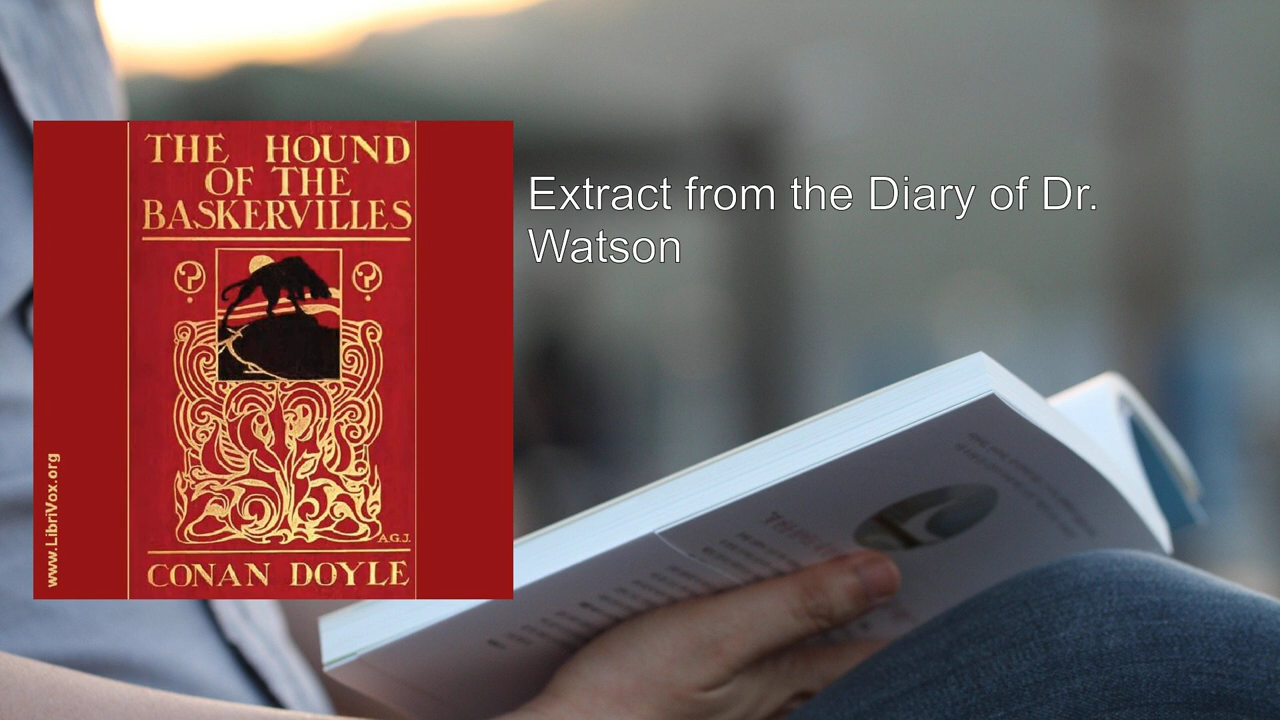 THE HOUND
OF THE
BASKERVILLES
? ?
A.G.J.
CONAN DOYLE
www.LibriVox.org
Extract from the Diary of Dr.
Watson